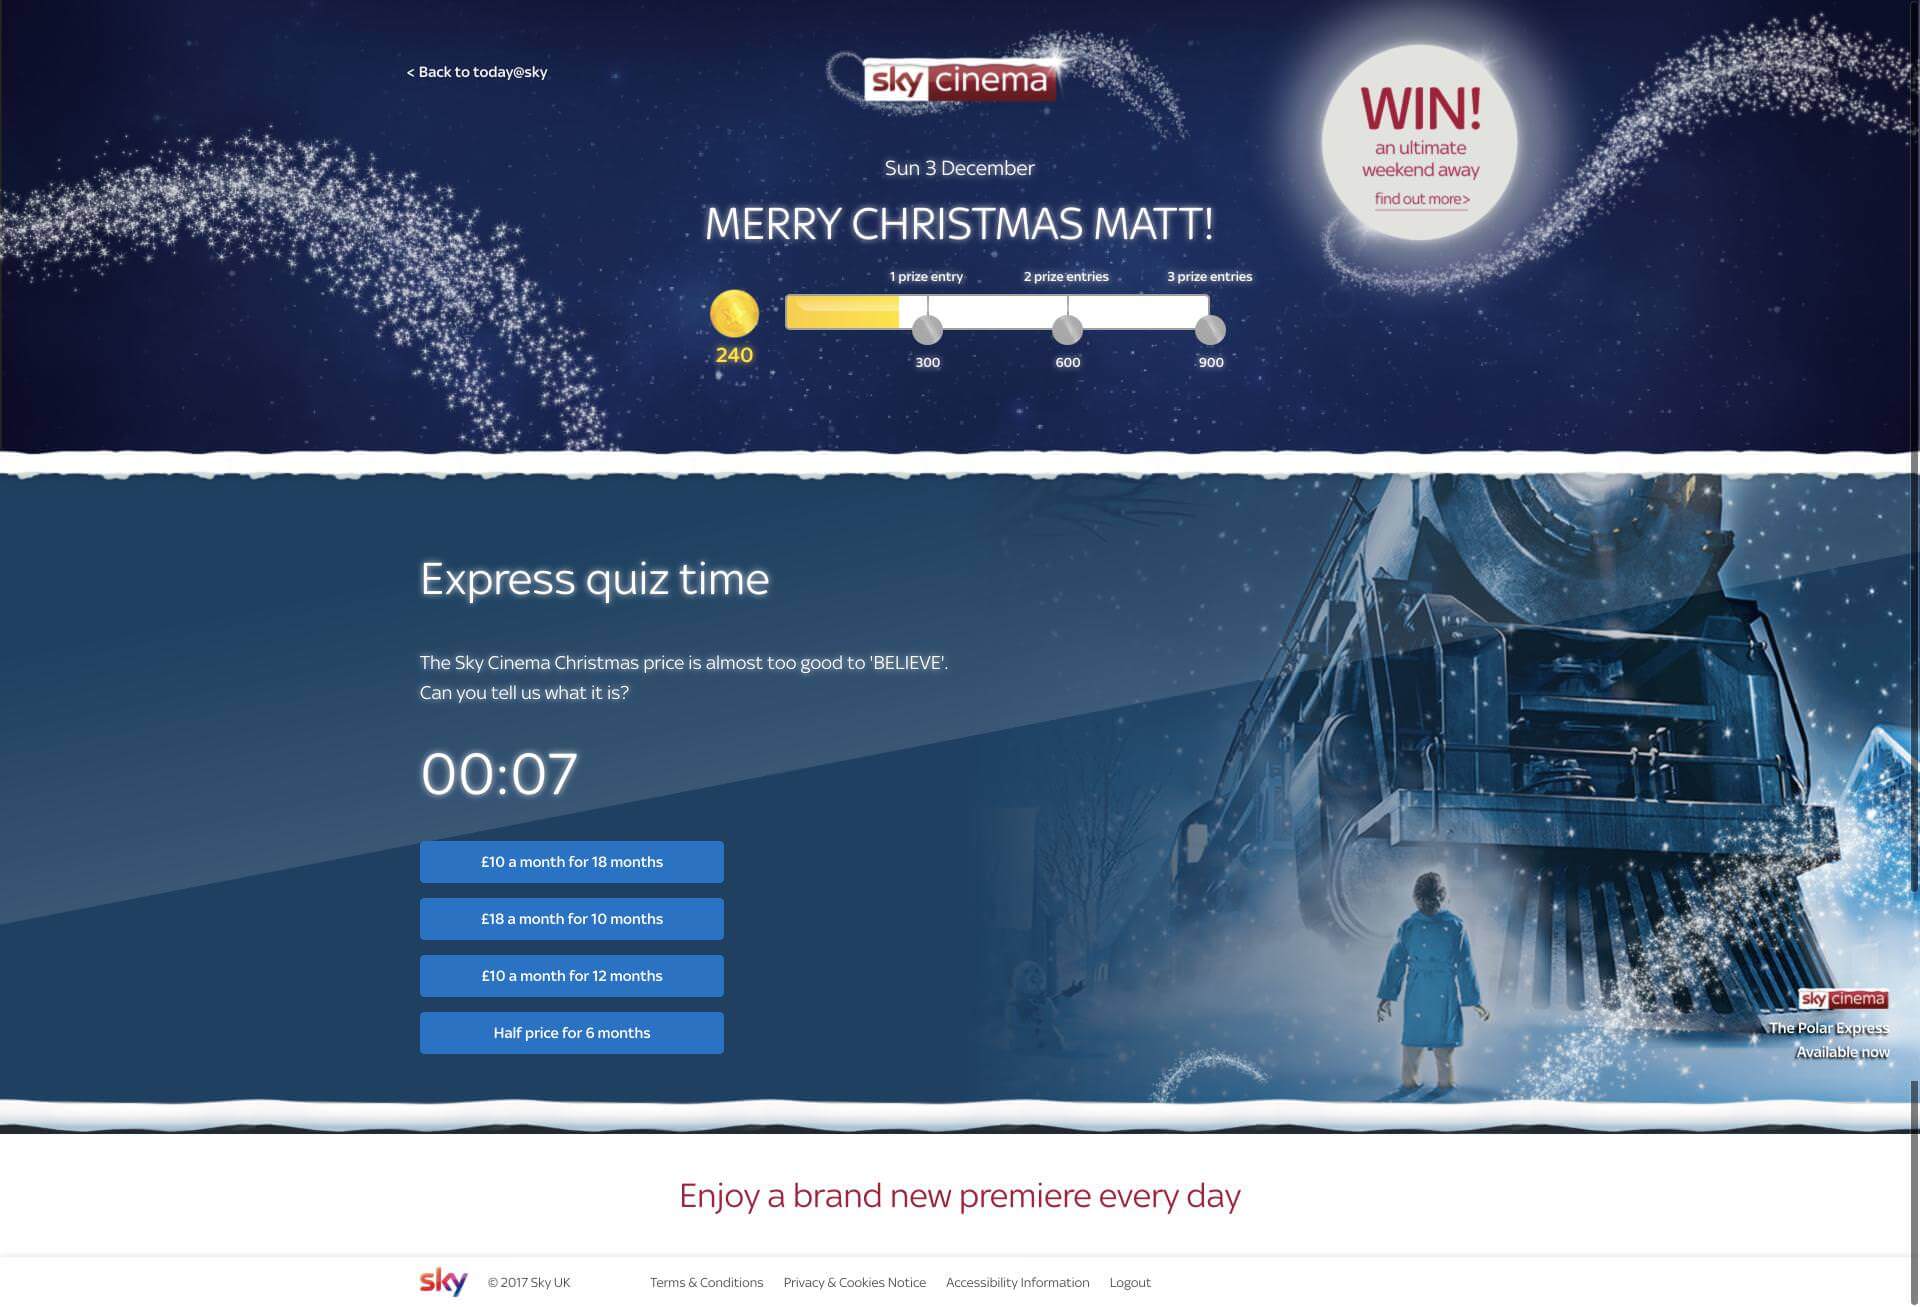 < Back to today@sky
sky cinema
WIN!
an ultimate
weekend away
find out more>
Sun 3 December
MERRY CHRISTMAS MATT!
1 prize entry
2 prize entries
3 prize entries
240
300
600
900
Express quiz time
The Sky Cinema Christmas price is almost too good to 'BELIEVE'.
Can you tell us what it is?
00:07
£10 a month for 18 months
£18 a month for 10 months
£10 a month for 12 months
Half price for 6 months
sky cinema
The Polar Express
Available now
Enjoy a brand new premiere every day
sky © 2017 Sky UK Terms & Conditions Privacy & Cookies Notice Accessibility Information Logout